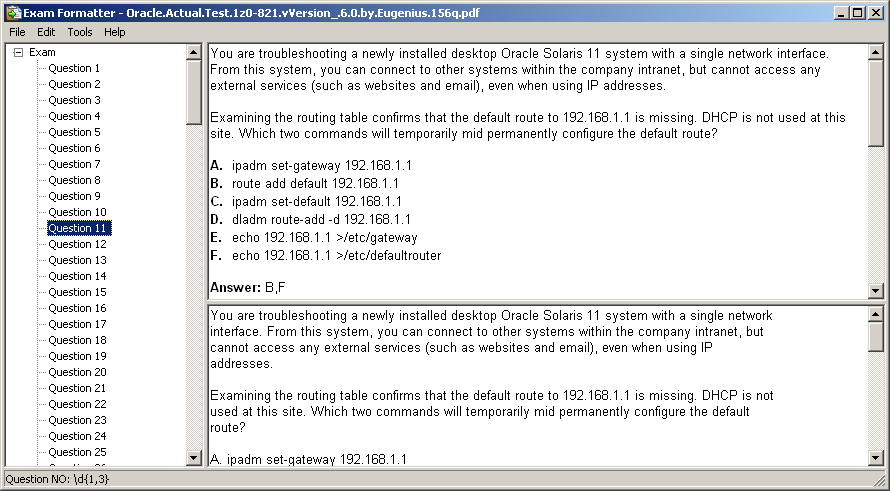 Exam Formatter - Oracle.Actual.Test.1z0-821.vVersion_.6.0.by.Eugenius.156q.pdf
File Edit Tools Help
Exam
Question 1
Question 2
Question 3
Question 4
Question 5
Question 6
Question 7
Question 8
Question 9
Question 10
Question 11
Question 12
Question 13
Question 14
Question 15
Question 16
Question 17
Question 18
Question 19
Question 20
Question 21
Question 22
Question 23
Question 24
Question 25
You are troubleshooting a newly installed desktop Oracle Solaris 11 system with a single network interface.
From this system, you can connect to other systems within the company intranet, but cannot access any
external services (such as websites and email), even when using IP addresses.
Examining the routing table confirms that the default route to 192.168.1.1 is missing. DHCP is not used at this
site. Which two commands will temporarily mid permanently configure the default route?
A. ipadm set-gateway 192.168.1.1
B. route add default 192.168.1.1
C. ipadm set-default 192.168.1.1
D. dladm route-add -d 192.168.1.1
E. echo 192.168.1.1 >/etc/gateway
F. echo 192.168.1.1 >/etc/defaultrouter
Answer: B,F
You are troubleshooting a newly installed desktop Oracle Solaris 11 system with a single network
interface. From this system, you can connect to other systems within the company intranet, but
cannot access any external services (such as websites and email), even when using IP
addresses.
Examining the routing table confirms that the default route to 192.168.1.1 is missing. DHCP is not
used at this site. Which two commands will temporarily mid permanently configure the default
route?
A. ipadm set-gateway 192.168.1.1
Question NO: \d{1,3}